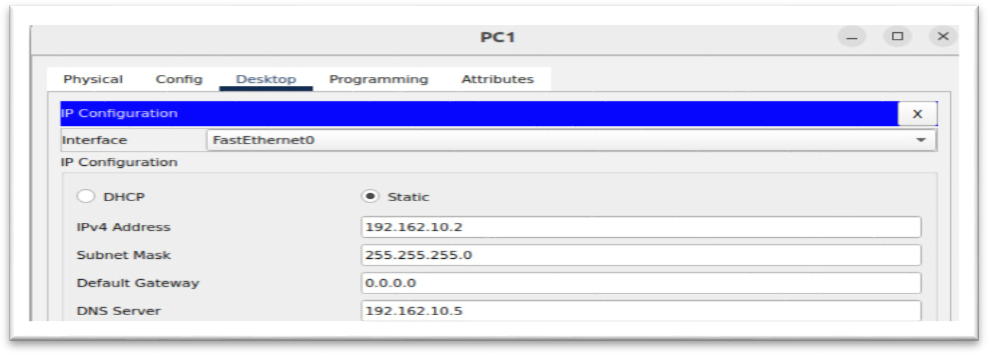 PC1
Physical Config Desktop Programming Attributes
IP Configuration X
Interface FastEthernet0
IP Configuration
DHCP Static
IPv4 Address 192.162.10.2
Subnet Mask 255.255.255.0
Default Gateway 0.0.0.0
DNS Server 192.162.10.5